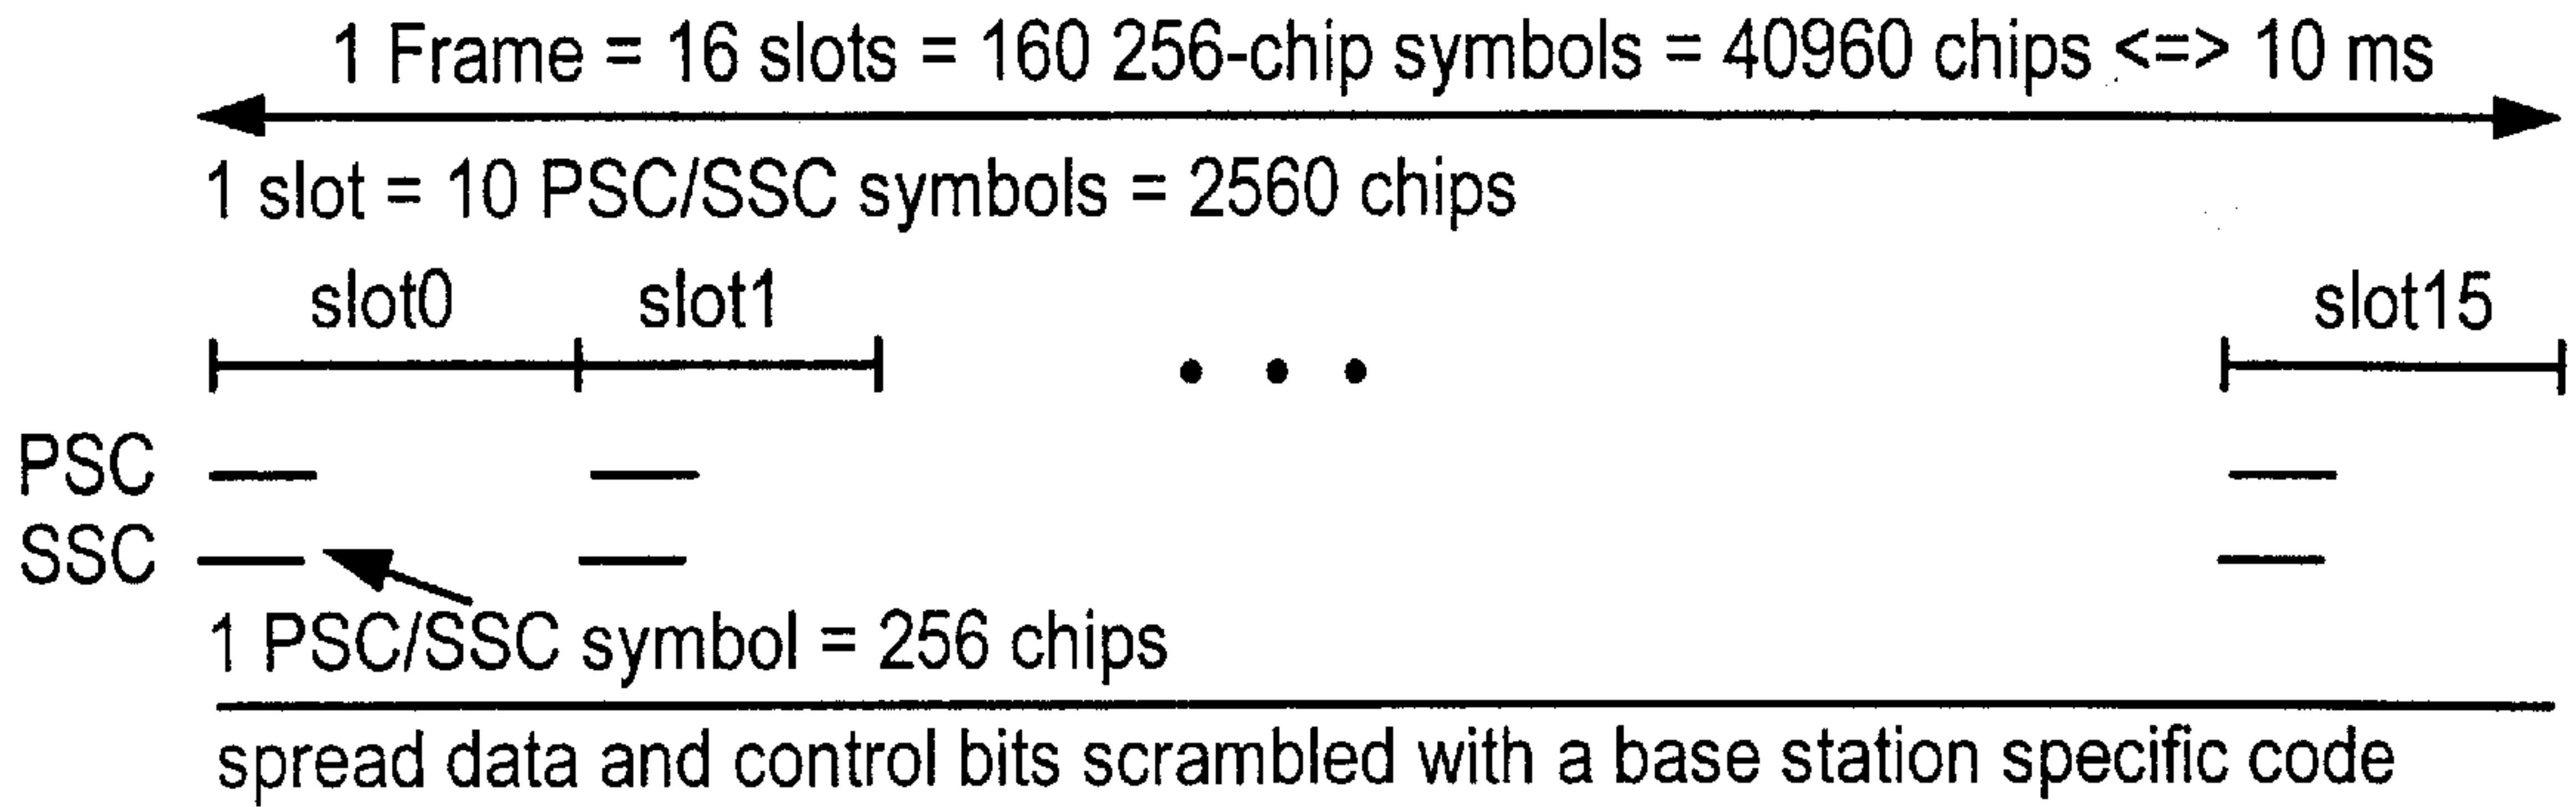 1 Frame = 16 slots = 160 256-chip symbols = 40960 chips <=> 10 ms
1 slot = 10 PSC/SSC symbols = 2560 chips
slot0 slot1 slot15
PSC
SSC
1 PSC/SSC symbol = 256 chips
spread data and control bits scrambled with a base station specific code